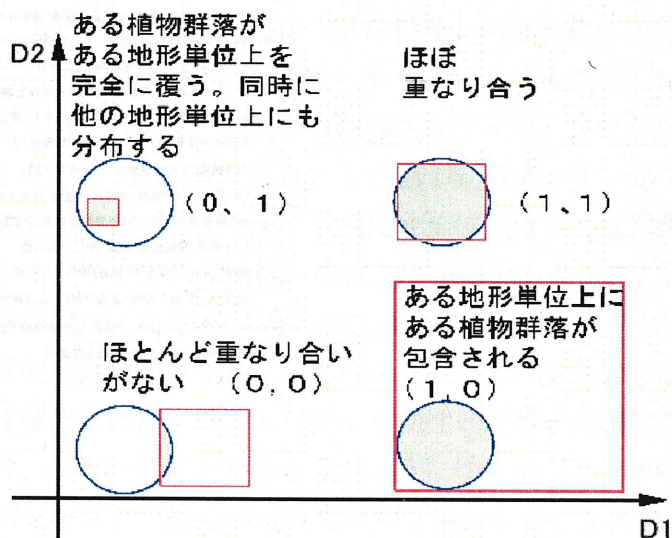 D2
ある植物群落が
ある地形単位上を
完全に覆う。同時に
他の地形単位上にも
分布する
(0、1)
ほぼ
重なり合う
(1、1)
ほとんど重なり合い
がない (0,0)
ある地形単位上に
ある植物群落が
包含される
(1,0)
D1